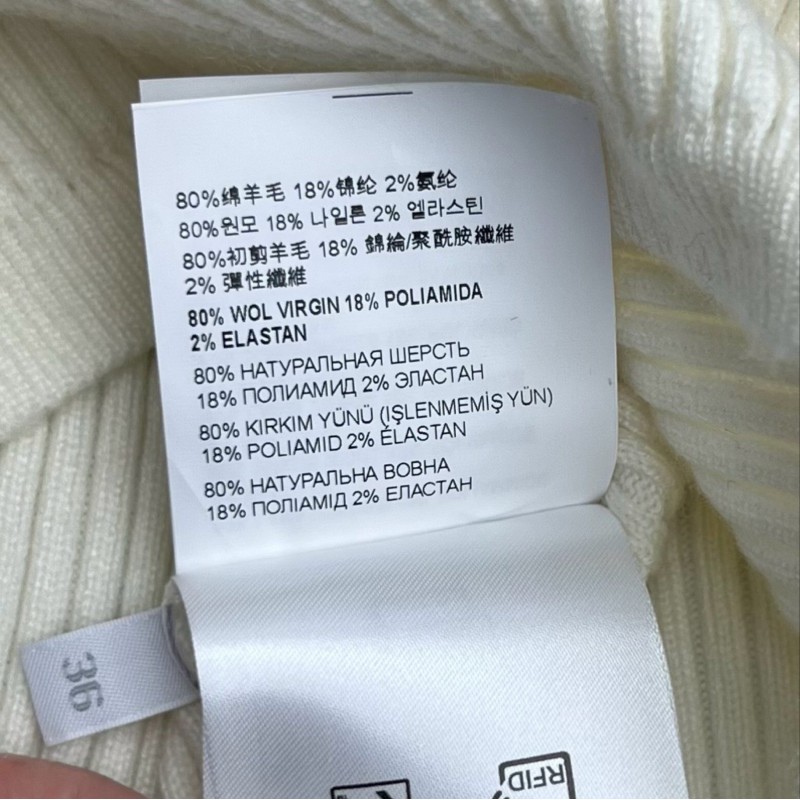 80%绵羊毛 18%锦纶 2%氨纶
80%원모 18% 나일론 2% 엘라스틴
80%初剪羊毛 18% 錦綸/聚酰胺纖維
2% 彈性纖維
80% WOL VIRGIN 18% POLIAMIDA
2% ELASTAN
80% НАТУРАЛЬНАЯ ШЕРСТЬ
18% ПОЛИАМИД 2% ЭЛАСТАН
80% KIRKIM YÜNÜ (IŞLENMEMİŞ YÜN)
18% POLIAMID 2% ELASTAN
80% НАТУРАЛЬНА ВОВНА
18% ПОЛІАМІД 2% ЕЛАСТАН
36
RFID